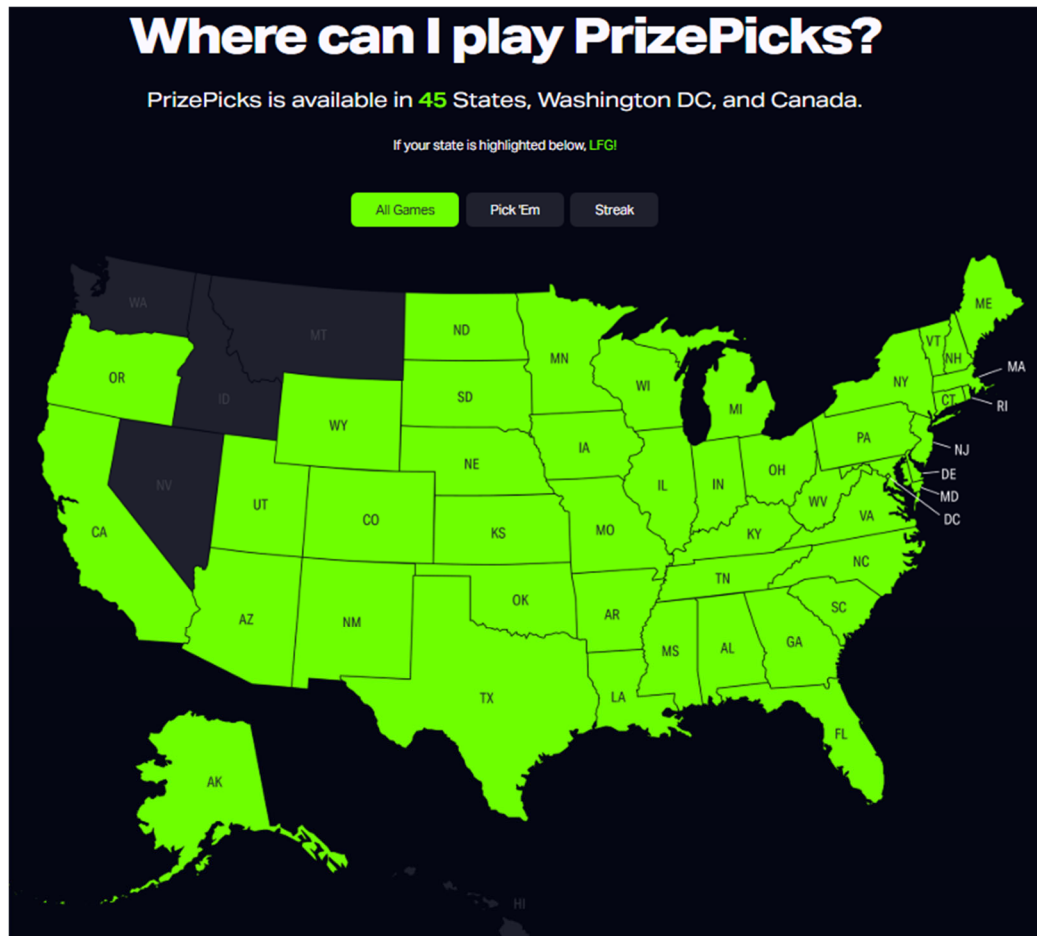 Where can I play PrizePicks?
PrizePicks is available in 45 States, Washington DC, and Canada.
If your state is highlighted below, LFG!
All Games
Pick 'Em
Streak
WA
MT
ND
MN
ME
VT
NH
MA
OR
ID
SD
WI
MI
NY
CT
RI
WY
IA
PA
NJ
NV
UT
CO
NE
IL
IN
OH
DE
MD
DC
CA
KS
MO
WV
VA
KY
NC
AZ
NM
OK
AR
TN
SC
TX
LA
MS
AL
GA
FL
AK
HI